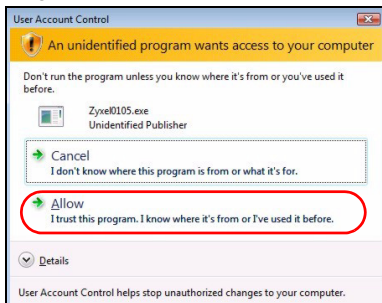 User Account Control
An unidentified program wants access to your computer
Don't run the program unless you know where it's from or you've used it
before.
Zyxel0105.exe
Unidentified Publisher
Cancel
I don't know where this program is from or what it's for.
Allow
I trust this program. I know where it's from or I've used it before.
Details
User Account Control helps stop unauthorized changes to your computer.